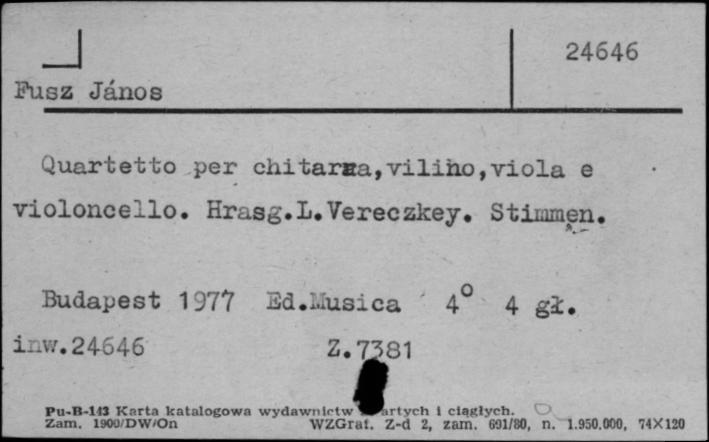 24646
Fusz János
Quartetto per chitarra,viliho,viola e
violoncello. Hrasg.L.Vereczkey. Stimmen.
Budapest 1977 Ed.Musica 4° 4 gł.
inw.24646 Z.7381
Pu-B-143 Karta katalogowa wydawnictw artych i ciągłych.
Zam. 1900/DW/On WZGraf. Z-d 2, zam. 691/80, n. 1.950.000, 74X120